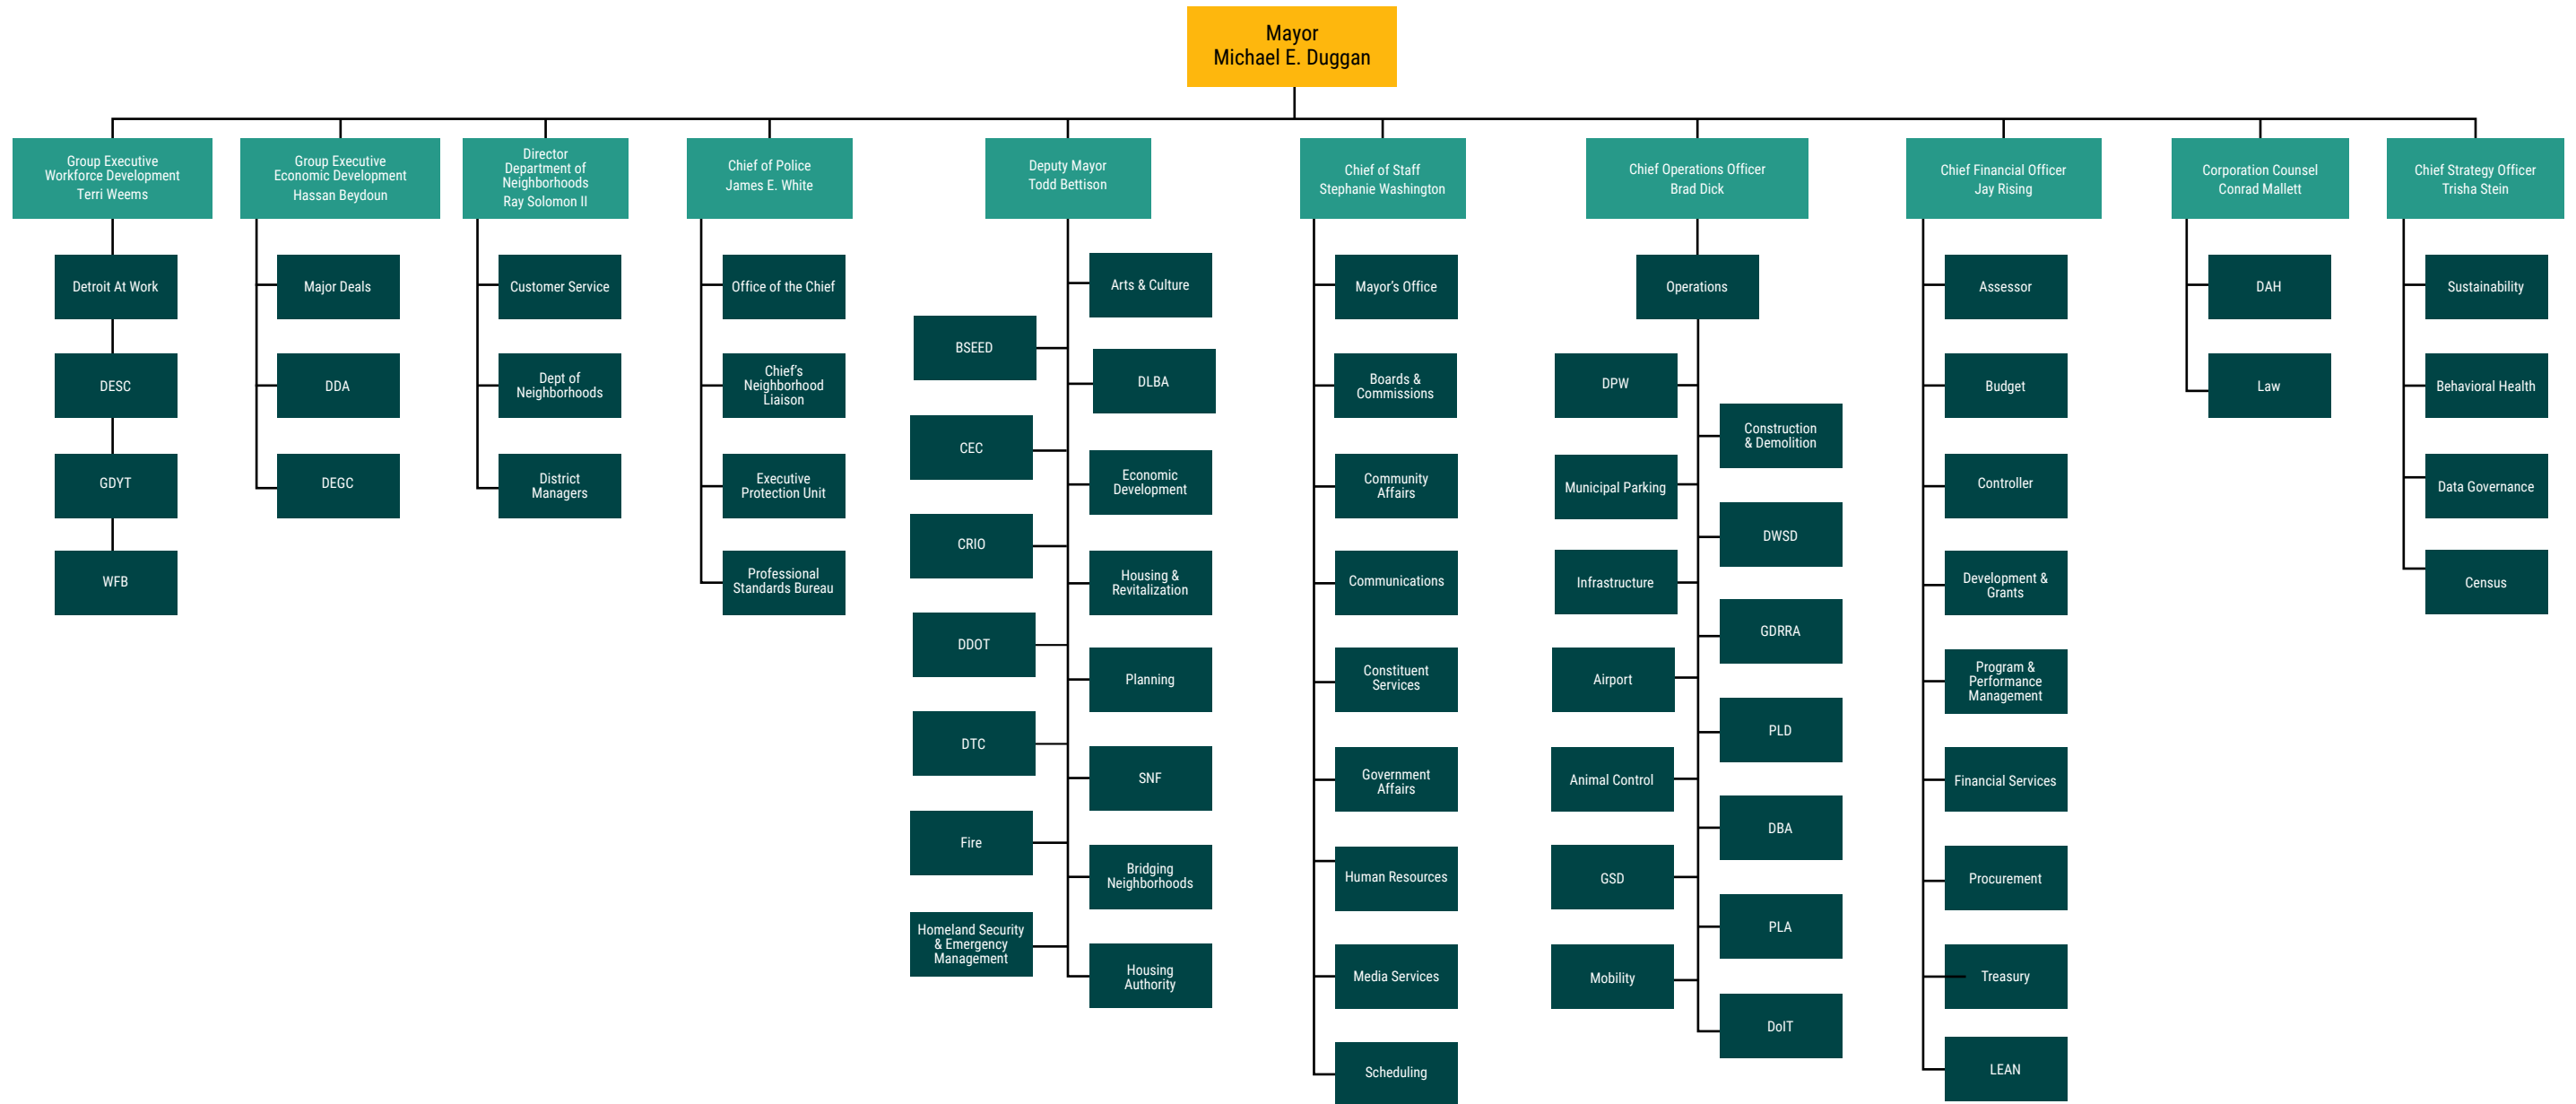 Mayor
Michael E. Duggan
Group Executive
Workforce Development
Terri Weems
Group Executive
Economic Development
Hassan Beydoun
Director
Department of
Neighborhoods
Ray Solomon II
Chief of Police
James E. White
Deputy Mayor
Todd Bettison
Chief of Staff
Stephanie Washington
Chief Operations Officer
Brad Dick
Chief Financial Officer
Jay Rising
Corporation Counsel
Conrad Mallett
Chief Strategy Officer
Trisha Stein
Detroit At Work
DESC
GDYT
WFB
Major Deals
DDA
DEGC
Customer Service
Dept of
Neighborhoods
District
Managers
Office of the Chief
Chief's
Neighborhood
Liaison
Executive
Protection Unit
Professional
Standards Bureau
Arts & Culture
BSEED
DLBA
CEC
Economic
Development
CRIO
Housing &
Revitalization
DDOT
Planning
DTC
SNF
Fire
Bridging
Neighborhoods
Homeland Security
& Emergency
Management
Housing
Authority
Mayor's Office
Boards &
Commissions
Community
Affairs
Communications
Constituent
Services
Government
Affairs
Human Resources
Media Services
Scheduling
Operations
DPW
Construction
& Demolition
Municipal Parking
DWSD
Infrastructure
GDRRA
Airport
PLD
Animal Control
DBA
GSD
PLA
Mobility
DoIT
Assessor
Budget
Controller
Development &
Grants
Program &
Performance
Management
Financial Services
Procurement
Treasury
LEAN
DAH
Law
Sustainability
Behavioral Health
Data Governance
Census